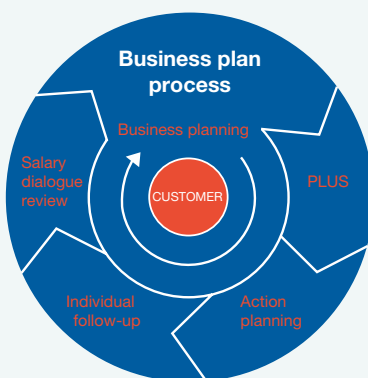 Business plan
process
Business planning
Salary
dialogue
review
CUSTOMER
PLUS
Individual
follow-up
Action
planning